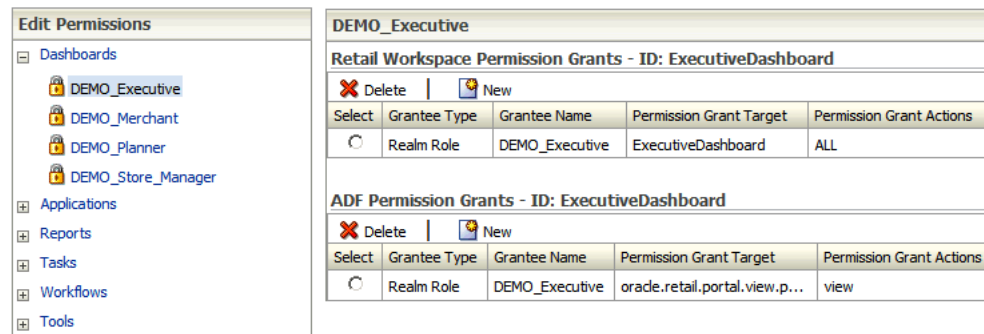 Edit Permissions
Dashboards
DEMO_Executive
DEMO_Merchant
DEMO_Planner
DEMO_Store_Manager
Applications
Reports
Tasks
Workflows
Tools
DEMO_Executive
Retail Workspace Permission Grants - ID: ExecutiveDashboard
Delete | New
Select Grantee Type Grantee Name Permission Grant Target Permission Grant Actions
Realm Role DEMO_Executive ExecutiveDashboard ALL
ADF Permission Grants - ID: ExecutiveDashboard
Delete | New
Select Grantee Type Grantee Name Permission Grant Target Permission Grant Actions
Realm Role DEMO_Executive oracle.retail.portal.view.p... view